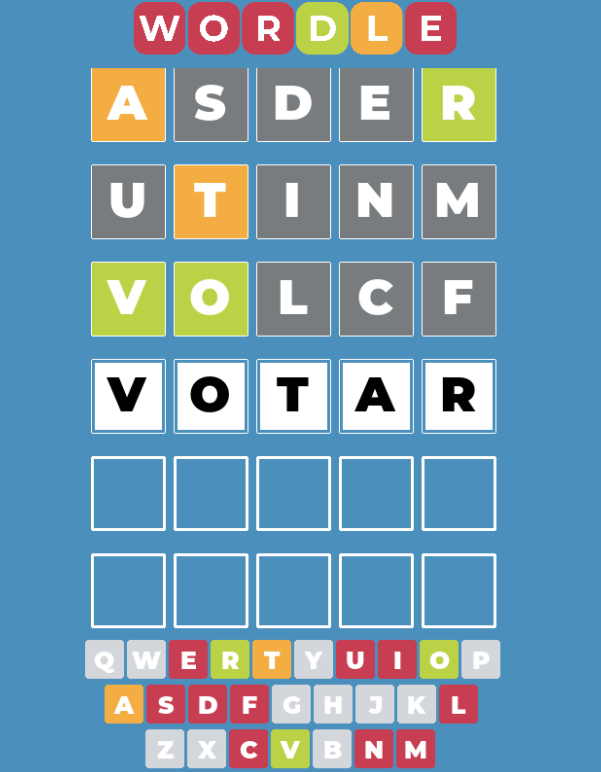 WORDLE
ASDER
UTINM
VOLCF
VOTAR
QWERTYUIOP
ASDFGHJKL
ZXCVBNM